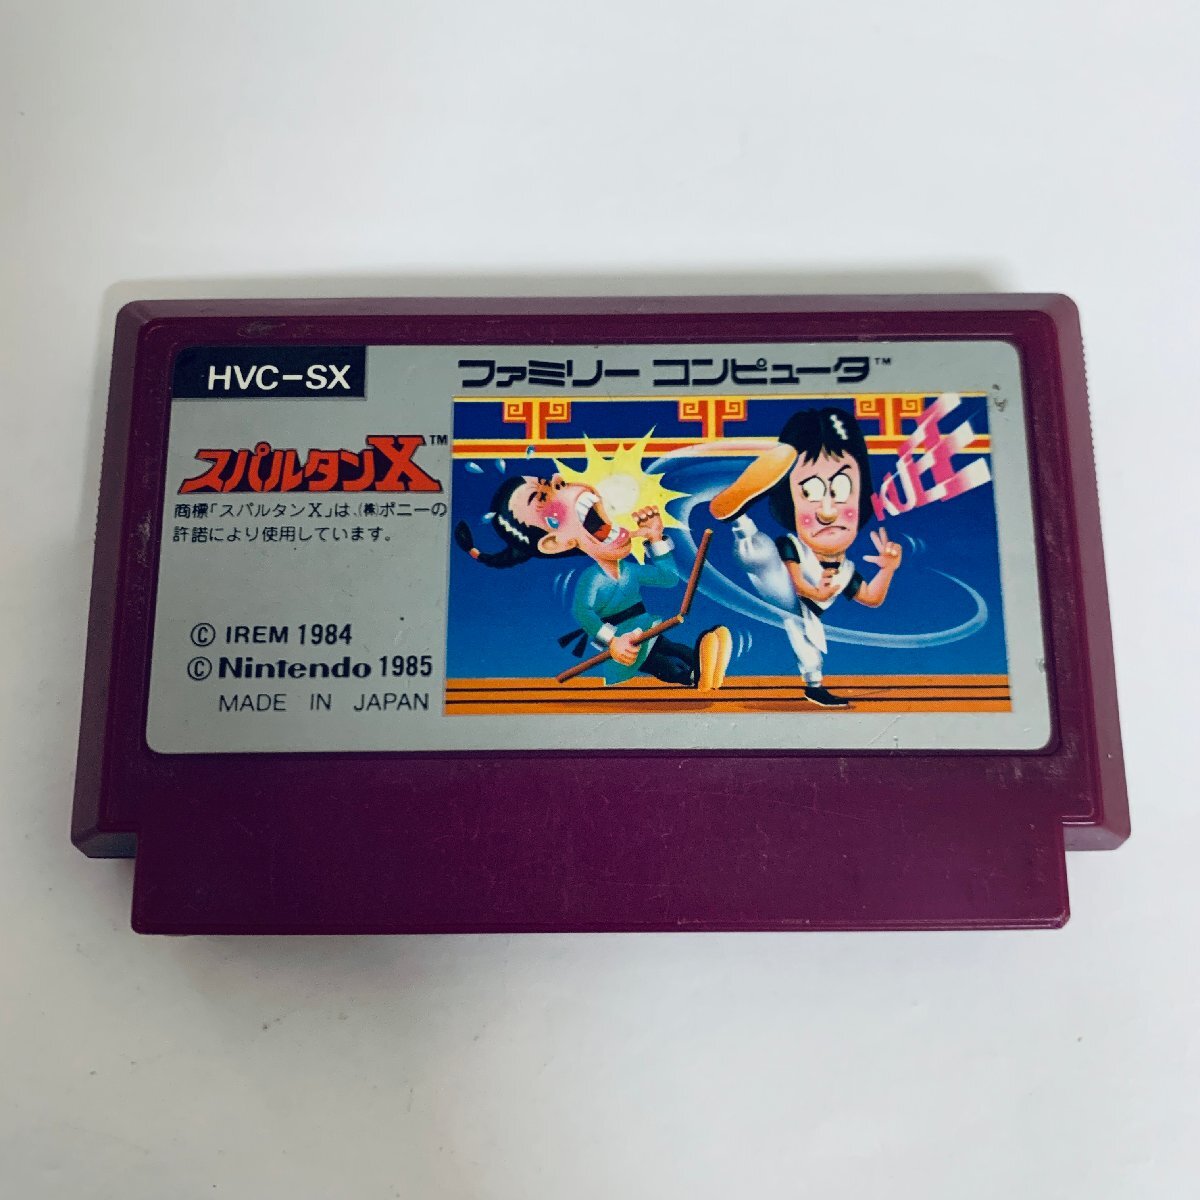 HVC-SX
ファミリー コンピュータ™
スパルタンX™
商標「スパルタンX」は、(株)ポニーの
許諾により使用しています。
© IREM 1984
© Nintendo 1985
MADE IN JAPAN
KUEEE